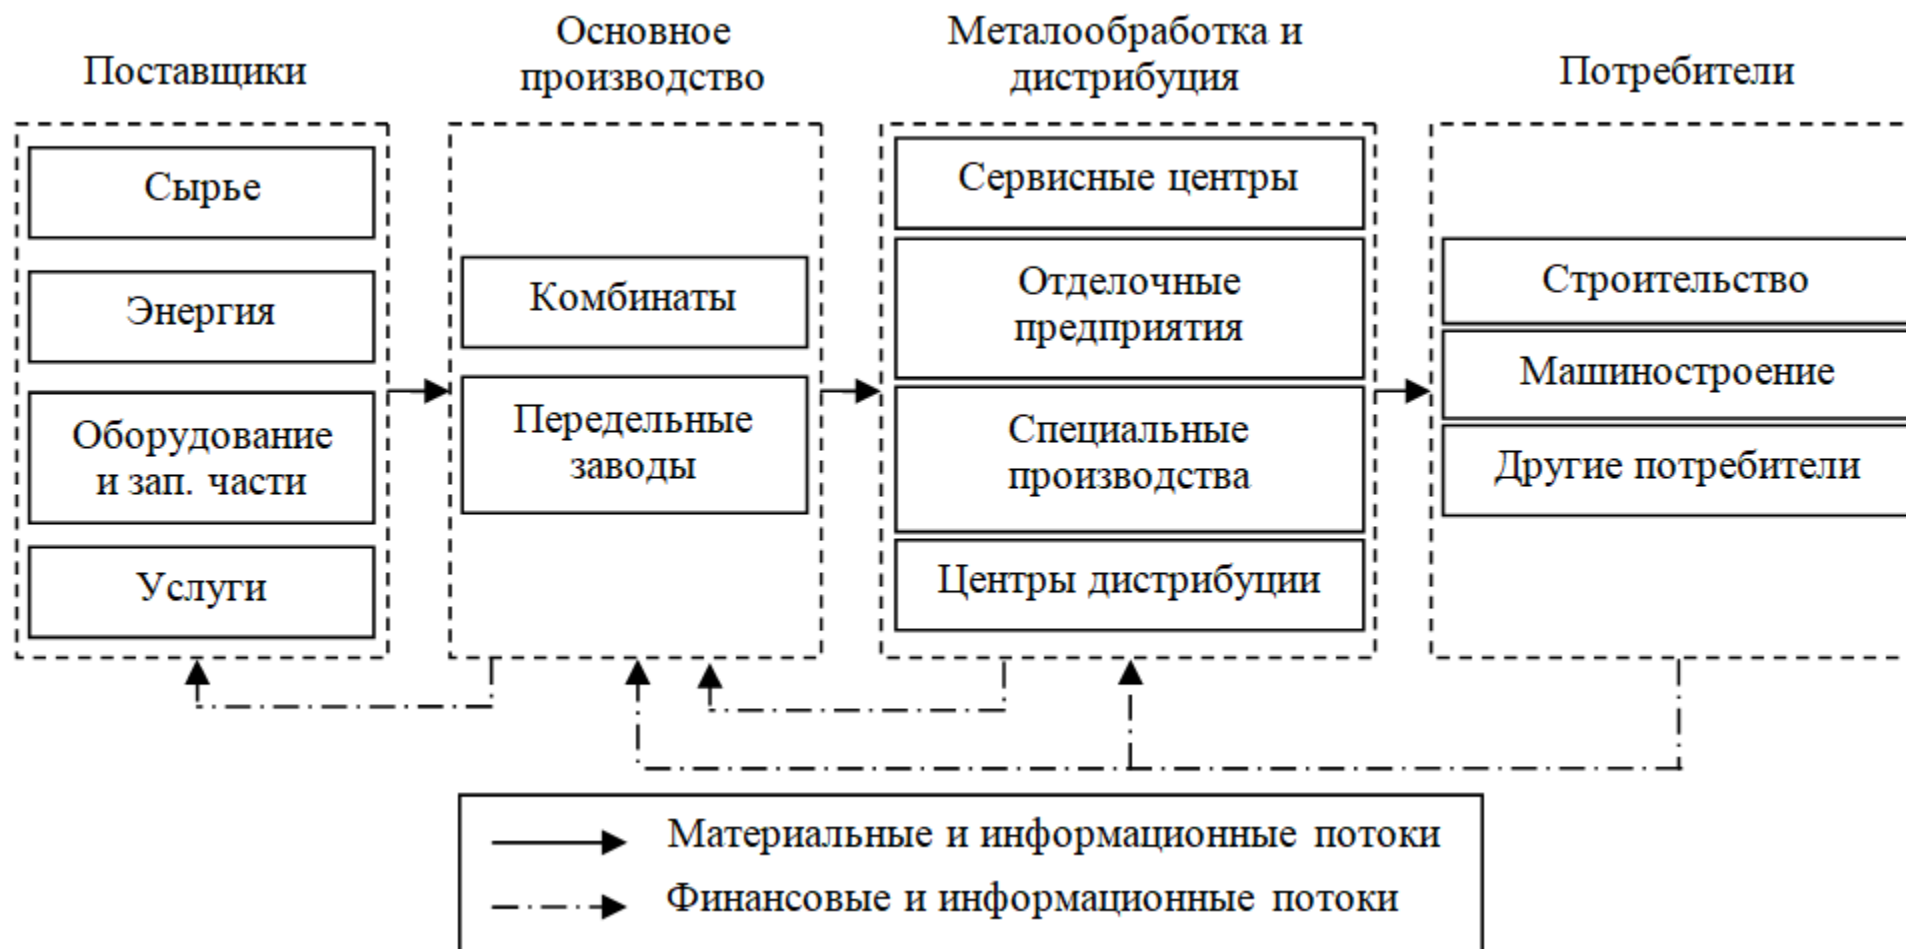 Поставщики
Сырье
Энергия
Оборудование
и зап. части
Услуги
Основное
производство
Комбинаты
Передельные
заводы
Металообработка и
дистрибуция
Сервисные центры
Отделочные
предприятия
Специальные
производства
Центры дистрибуции
Потребители
Строительство
Машиностроение
Другие потребители
Материальные и информационные потоки
Финансовые и информационные потоки